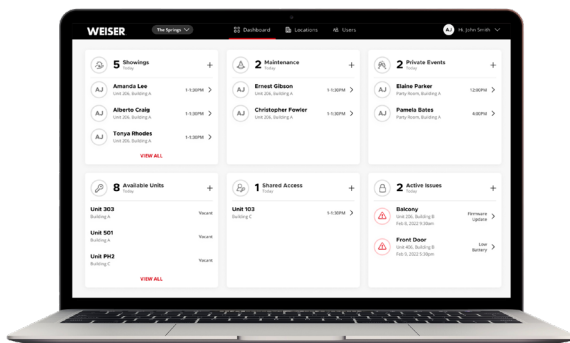 WEISER
The Springs
Dashboard
Locations
Users
AJ
Hi, John Smith
5 Showings
Today
+
AJ
Amanda Lee
Unit 206, Building A
1-1:30PM
AJ
Alberto Craig
Unit 206, Building A
1-1:30PM
AJ
Tonya Rhodes
Unit 206, Building A
1-1:30PM
VIEW ALL
2 Maintenance
Today
+
AJ
Ernest Gibson
Unit 206, Building A
1-1:30PM
AJ
Christopher Fowler
Unit 206, Building A
1-1:30PM
2 Private Events
Today
+
AJ
Elaine Parker
Party Room, Building A
12:30PM
AJ
Pamela Bates
Party Room, Building A
4:00PM
8 Available Units
Today
+
Unit 303
Building A
Vacant
Unit 501
Building A
Vacant
Unit PH2
Building C
Vacant
VIEW ALL
1 Shared Access
Today
+
Unit 103
Building C
1-1:30PM
2 Active Issues
Today
+
Balcony
Unit 206, Building B
Feb 8, 2022 9:30am
Firmware
Update
Front Door
Unit 406, Building B
Feb 8, 2022 9:30pm
Low
Battery